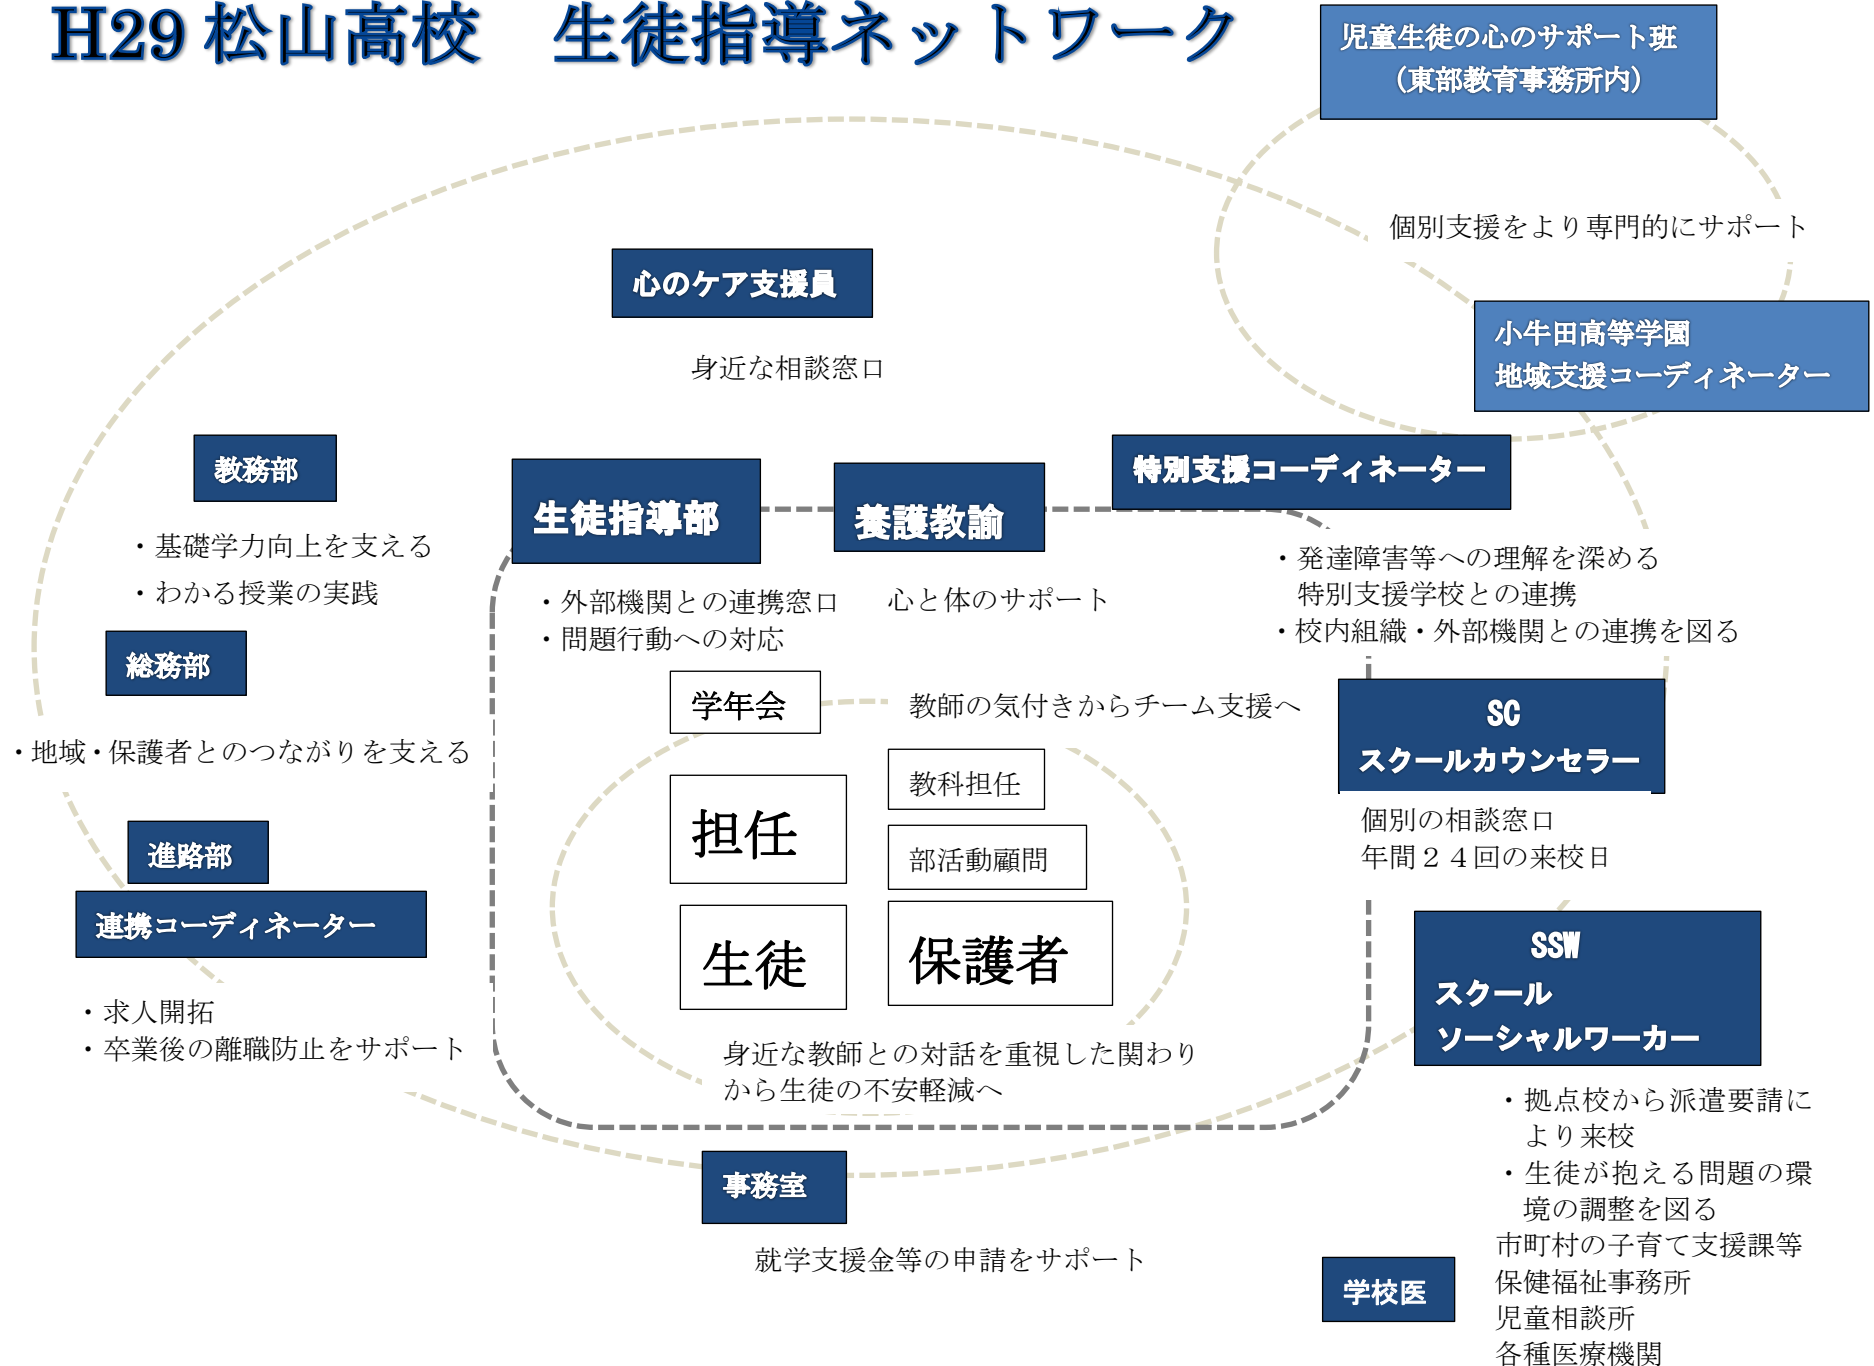 H29 松山高校　生徒指導ネットワーク
児童生徒の心のサポート班
（東部教育事務所内）
個別支援をより専門的にサポート
心のケア支援員
身近な相談窓口
小牛田高等学園
地域支援コーディネーター
教務部
・基礎学力向上を支える
・わかる授業の実践
生徒指導部
・外部機関との連携窓口
・問題行動への対応
養護教諭
心と体のサポート
特別支援コーディネーター
・発達障害等への理解を深める
特別支援学校との連携
・校内組織・外部機関との連携を図る
総務部
・地域・保護者とのつながりを支える
学年会
教師の気付きからチーム支援へ
担任
教科担任
部活動顧問
生徒
保護者
身近な教師との対話を重視した関わり
から生徒の不安軽減へ
SC
スクールカウンセラー
個別の相談窓口
年間２４回の来校日
進路部
連携コーディネーター
・求人開拓
・卒業後の離職防止をサポート
SSW
スクール
ソーシャルワーカー
・拠点校から派遣要請に
より来校
・生徒が抱える問題の環
境の調整を図る
市町村の子育て支援課等
保健福祉事務所
児童相談所
各種医療機関
事務室
就学支援金等の申請をサポート
学校医